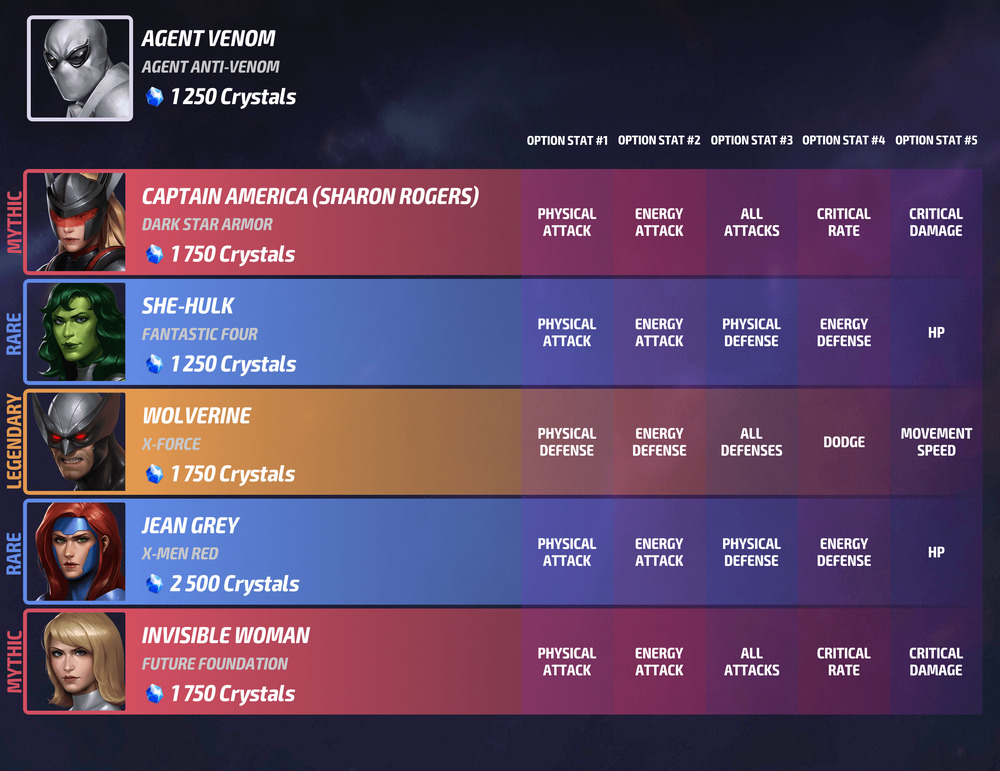 AGENT VENOM
AGENT ANTI-VENOM
1 250 Crystals
OPTION STAT #1 OPTION STAT #2 OPTION STAT #3 OPTION STAT #4 OPTION STAT #5
MYTHIC
CAPTAIN AMERICA (SHARON ROGERS)
DARK STAR ARMOR
1 750 Crystals
PHYSICAL ATTACK
ENERGY ATTACK
ALL ATTACKS
CRITICAL RATE
CRITICAL DAMAGE
RARE
SHE-HULK
FANTASTIC FOUR
1 250 Crystals
PHYSICAL ATTACK
ENERGY ATTACK
PHYSICAL DEFENSE
ENERGY DEFENSE
HP
LEGENDARY
WOLVERINE
X-FORCE
1 750 Crystals
PHYSICAL DEFENSE
ENERGY DEFENSE
ALL DEFENSES
DODGE
MOVEMENT SPEED
RARE
JEAN GREY
X-MEN RED
2 500 Crystals
PHYSICAL ATTACK
ENERGY ATTACK
PHYSICAL DEFENSE
ENERGY DEFENSE
HP
MYTHIC
INVISIBLE WOMAN
FUTURE FOUNDATION
1 750 Crystals
PHYSICAL ATTACK
ENERGY ATTACK
ALL ATTACKS
CRITICAL RATE
CRITICAL DAMAGE